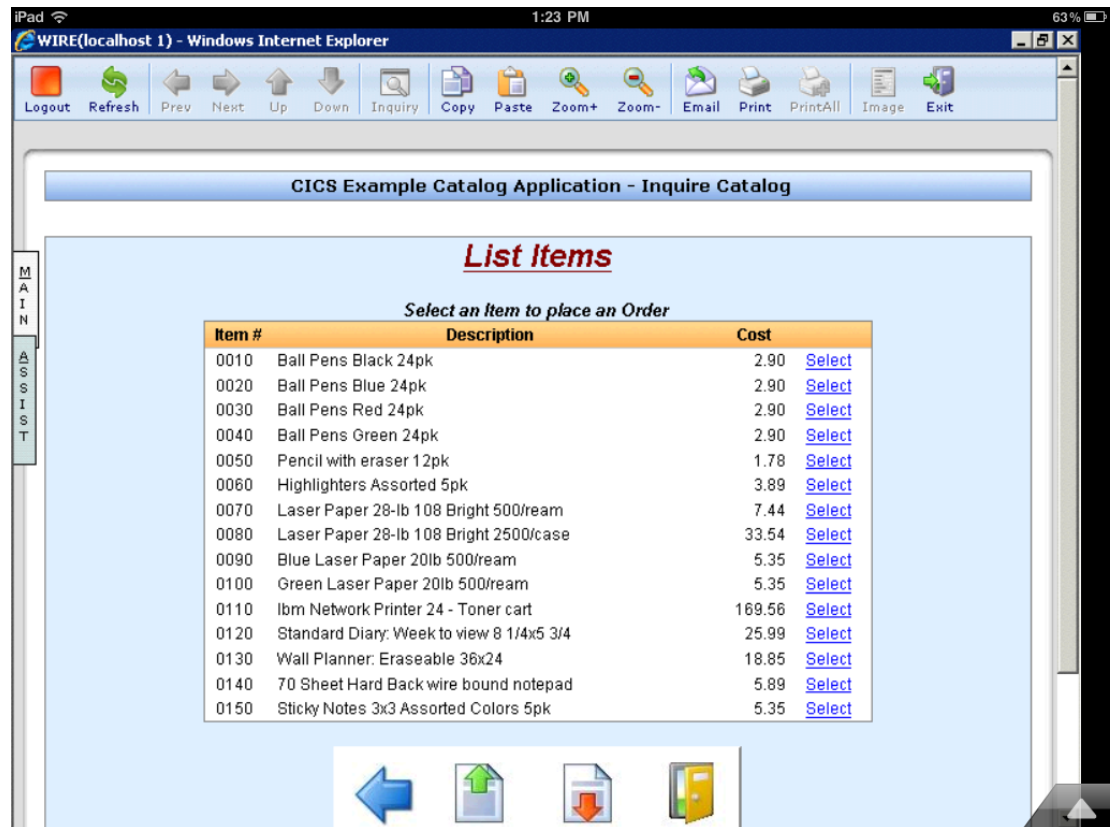 iPad 1:23 PM 63%
WIRE(localhost 1) - Windows Internet Explorer
Logout Refresh Prev Next Up Down Inquiry Copy Paste Zoom+ Zoom- Email Print PrintAll Image Exit
CICS Example Catalog Application - Inquire Catalog
MAIN
ASSIST
List Items
Select an Item to place an Order
Item # Description Cost
0010 Ball Pens Black 24pk 2.90 Select
0020 Ball Pens Blue 24pk 2.90 Select
0030 Ball Pens Red 24pk 2.90 Select
0040 Ball Pens Green 24pk 2.90 Select
0050 Pencil with eraser 12pk 1.78 Select
0060 Highlighters Assorted 5pk 3.89 Select
0070 Laser Paper 28-lb 108 Bright 500/ream 7.44 Select
0080 Laser Paper 28-lb 108 Bright 2500/case 33.54 Select
0090 Blue Laser Paper 20lb 500/ream 5.35 Select
0100 Green Laser Paper 20lb 500/ream 5.35 Select
0110 Ibm Network Printer 24 - Toner cart 169.56 Select
0120 Standard Diary: Week to view 8 1/4x5 3/4 25.99 Select
0130 Wall Planner: Eraseable 36x24 18.85 Select
0140 70 Sheet Hard Back wire bound notepad 5.89 Select
0150 Sticky Notes 3x3 Assorted Colors 5pk 5.35 Select